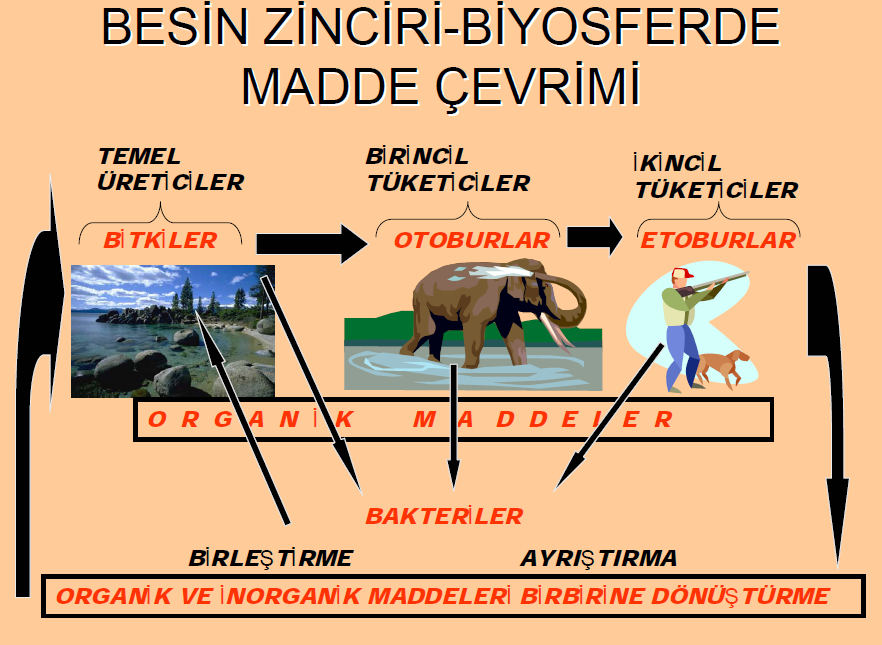 BESİN ZİNCİRİ-BİYOSFERDE
MADDE ÇEVRİMİ
TEMEL
ÜRETİCİLER
BİRİNCİL
TÜKETİCİLER
İKİNCİL
TÜKETİCİLER
BİTKİLER
OTOBURLAR
ETOBURLAR
ORGANİK MADDELER
BAKTERİLER
BİRLEŞTİRME
AYRIŞTIRMA
ORGANİK VE İNORGANİK MADDELERİ BİRBİRİNE DÖNÜŞTÜRME